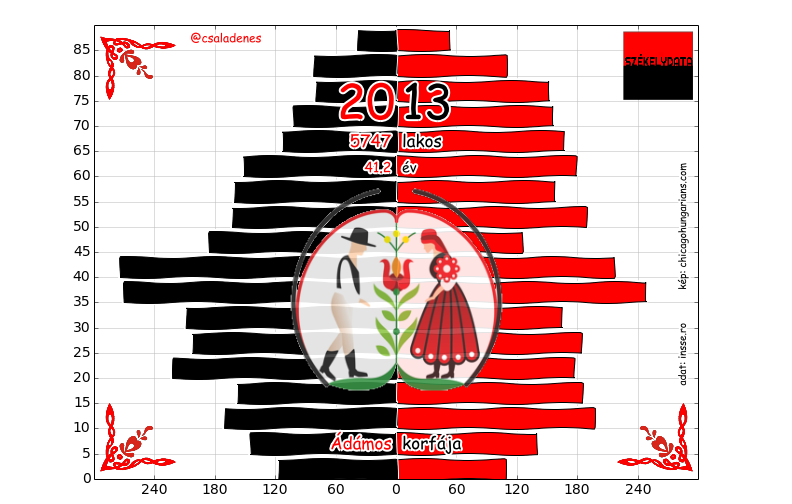 @csaladenes
SZÉKELYDATA
2013
5747 lakos
41,2 év
kép: chicagohungarians.com
adat: insse.ro
Ádámos korfája
85
80
75
70
65
60
55
50
45
40
35
30
25
20
15
10
5
0
240 180 120 60 0 60 120 180 240